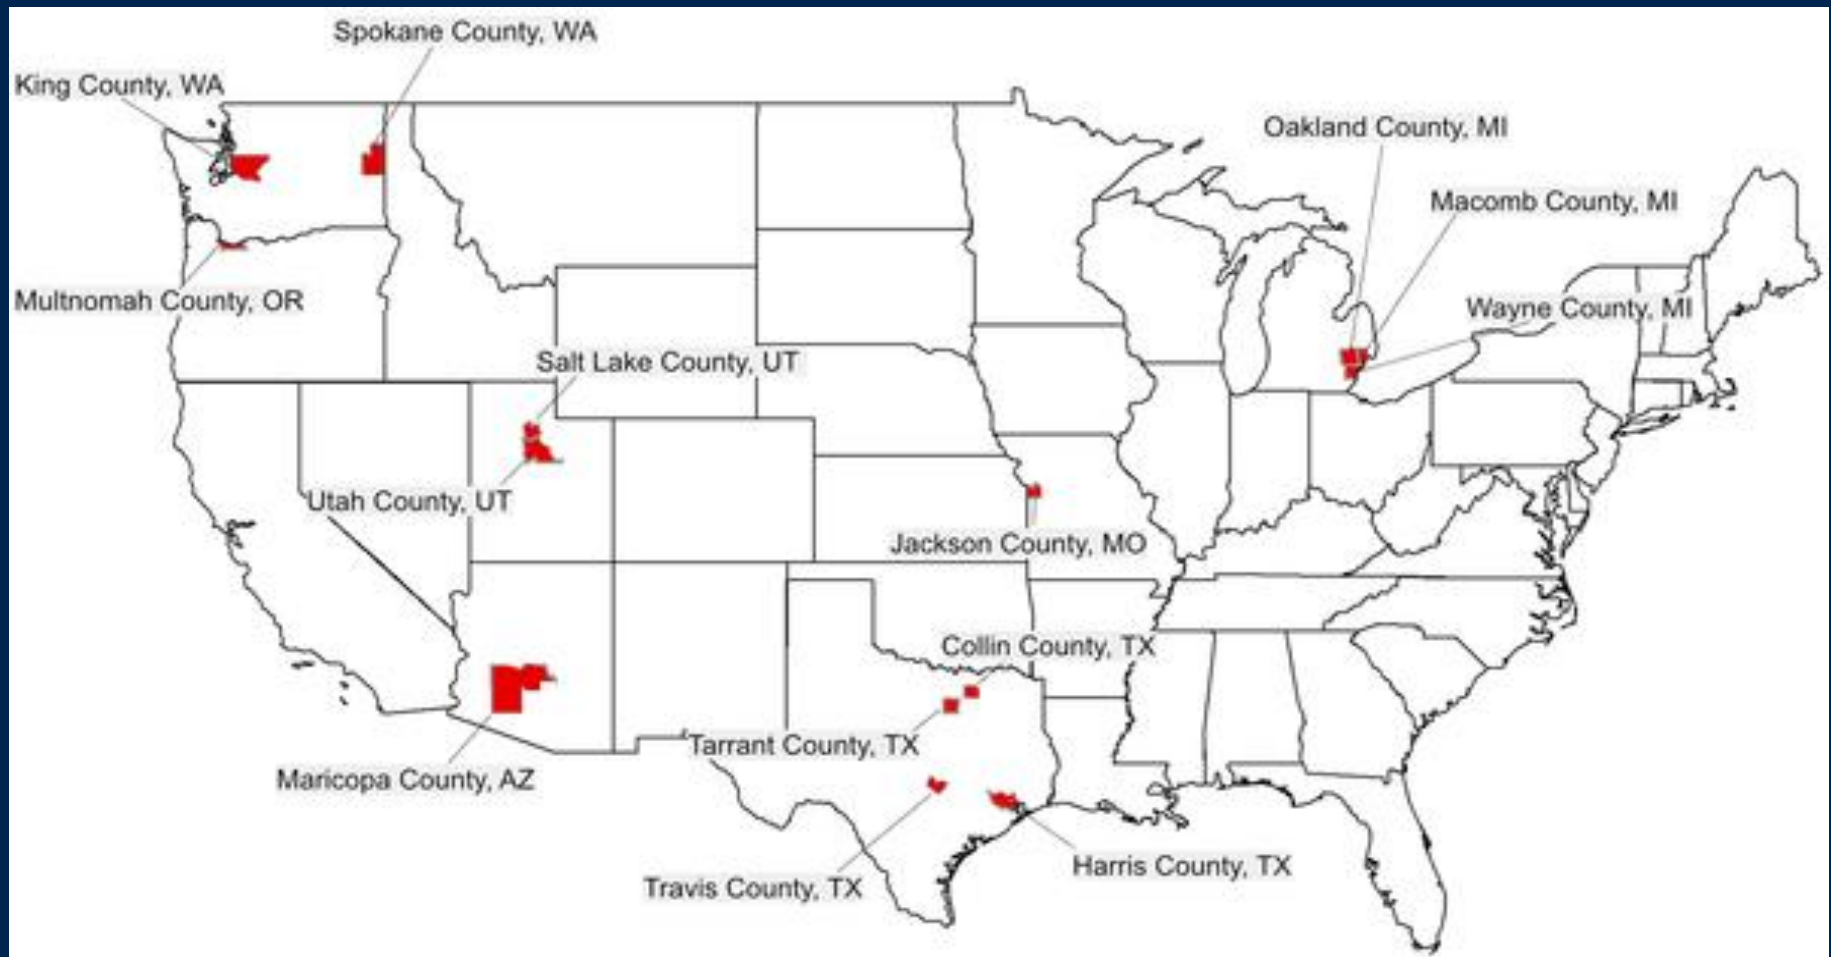 Spokane County, WA
King County, WA
Oakland County, MI
Macomb County, MI
Multnomah County, OR
Wayne County, MI
Salt Lake County, UT
Utah County, UT
Jackson County, MO
Collin County, TX
Tarrant County, TX
Maricopa County, AZ
Harris County, TX
Travis County, TX